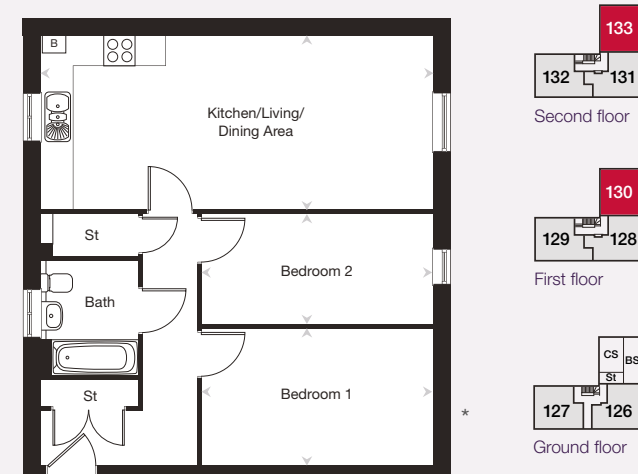 B
Kitchen/Living/
Dining Area
St
Bedroom 2
Bath
St
Bedroom 1
*
133
132
131
Second floor
130
129
128
First floor
CS
BS
St
127
126
Ground floor